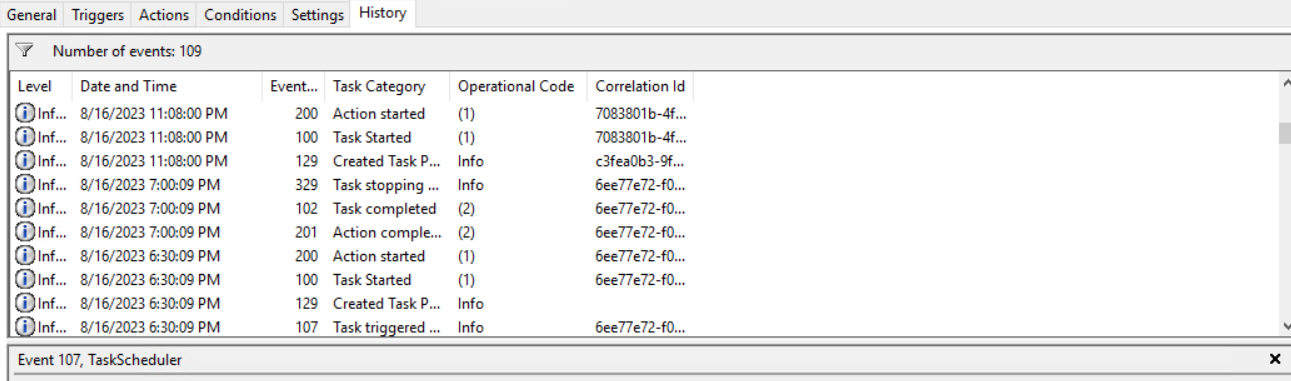 General Triggers Actions Conditions Settings History
Number of events: 109
Level Date and Time Event... Task Category Operational Code Correlation Id
Inf... 8/16/2023 11:08:00 PM 200 Action started (1) 7083801b-4f...
Inf... 8/16/2023 11:08:00 PM 100 Task Started (1) 7083801b-4f...
Inf... 8/16/2023 11:08:00 PM 129 Created Task P... Info c3fea0b3-9f...
Inf... 8/16/2023 7:00:09 PM 329 Task stopping ... Info 6ee77e72-f0...
Inf... 8/16/2023 7:00:09 PM 102 Task completed (2) 6ee77e72-f0...
Inf... 8/16/2023 7:00:09 PM 201 Action comple... (2) 6ee77e72-f0...
Inf... 8/16/2023 6:30:09 PM 200 Action started (1) 6ee77e72-f0...
Inf... 8/16/2023 6:30:09 PM 100 Task Started (1) 6ee77e72-f0...
Inf... 8/16/2023 6:30:09 PM 129 Created Task P... Info
Inf... 8/16/2023 6:30:09 PM 107 Task triggered ... Info 6ee77e72-f0...
Event 107, TaskScheduler